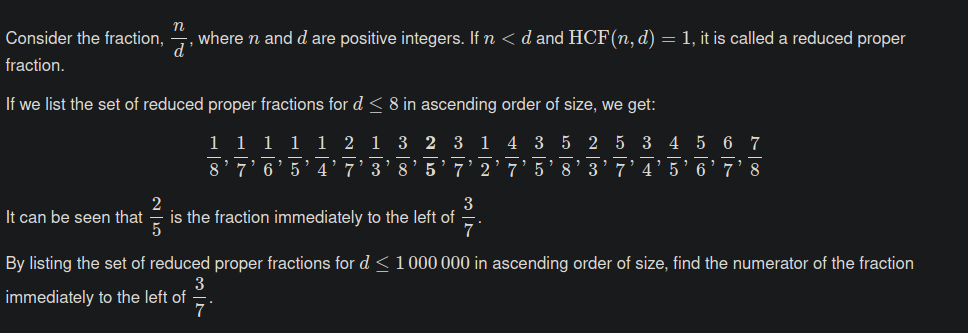 Consider the fraction, n/d, where n and d are positive integers. If n < d and HCF(n, d) = 1, it is called a reduced proper
fraction.
If we list the set of reduced proper fractions for d ≤ 8 in ascending order of size, we get:
1/8, 1/7, 1/6, 1/5, 1/4, 2/7, 1/3, 3/8, 2/5, 3/7, 1/2, 4/7, 3/5, 5/8, 2/3, 5/7, 3/4, 4/5, 5/6, 6/7, 7/8
It can be seen that 2/5 is the fraction immediately to the left of 3/7.
By listing the set of reduced proper fractions for d ≤ 1 000 000 in ascending order of size, find the numerator of the fraction
immediately to the left of 3/7.